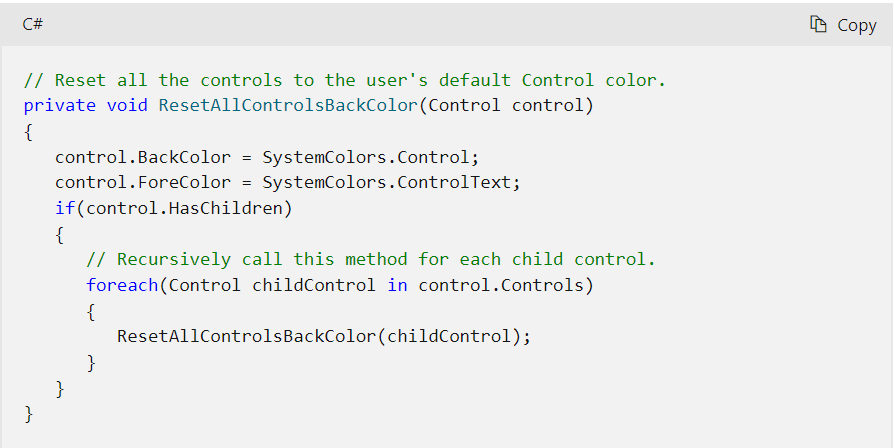 C#
Copy
// Reset all the controls to the user's default Control color.
private void ResetAllControlsBackColor(Control control)
{
   control.BackColor = SystemColors.Control;
   control.ForeColor = SystemColors.ControlText;
   if(control.HasChildren)
   {
      // Recursively call this method for each child control.
      foreach(Control childControl in control.Controls)
      {
         ResetAllControlsBackColor(childControl);
      }
   }
}